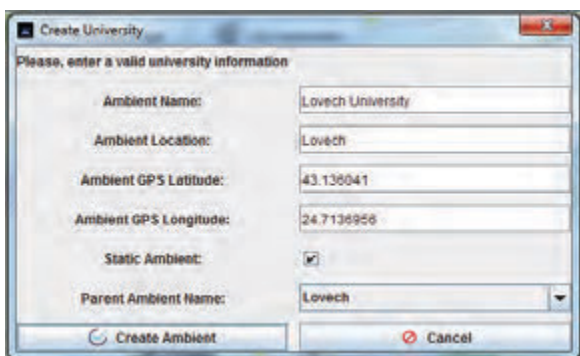 Create University
Please, enter a valid university information
Ambient Name: Lovech University
Ambient Location: Lovech
Ambient GPS Latitude: 43.136041
Ambient GPS Longitude: 24.7136956
Static Ambient:
Parent Ambient Name: Lovech
Create Ambient Cancel